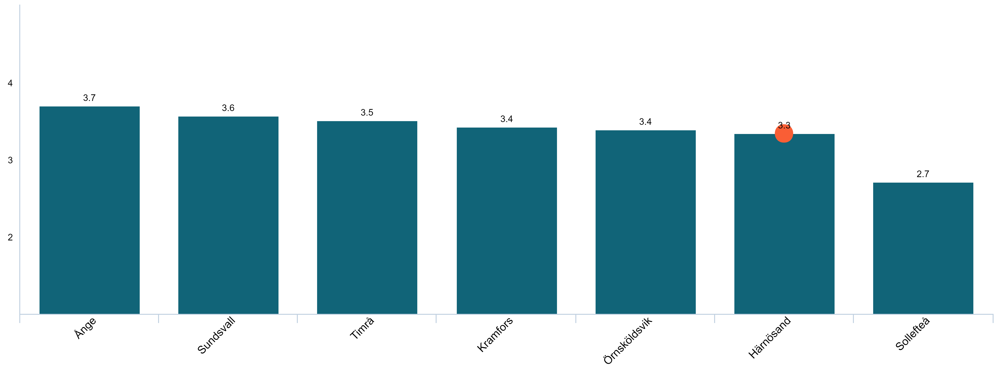 4
3
2
3.7
3.6
3.5
3.4
3.4
3.3
2.7
Ånge
Sundsvall
Timrå
Kramfors
Örnsköldsvik
Härnösand
Sollefteå